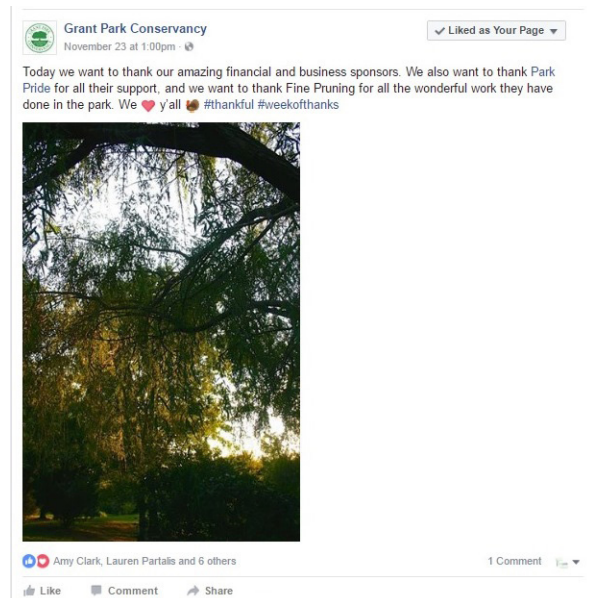 Grant Park Conservancy
November 23 at 1:00pm ·
Liked as Your Page
Today we want to thank our amazing financial and business sponsors. We also want to thank Park
Pride for all their support, and we want to thank Fine Pruning for all the wonderful work they have
done in the park. We ❤ y'all 🦃 #thankful #weekofthanks
Amy Clark, Lauren Partalis and 6 others
1 Comment
Like Comment Share